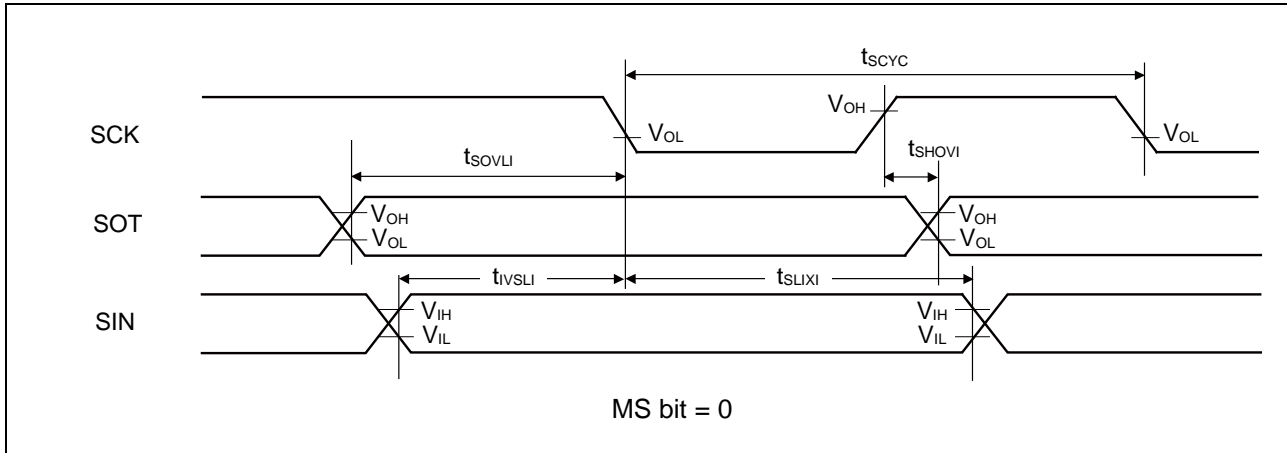 tSCYC
SCK
VOH
VOL
VOL
tSOVLI
tSHOVI
SOT
VOH
VOL
VOH
VOL
tIVSLI
tSLIXI
SIN
VIH
VIL
VIH
VIL
MS bit = 0